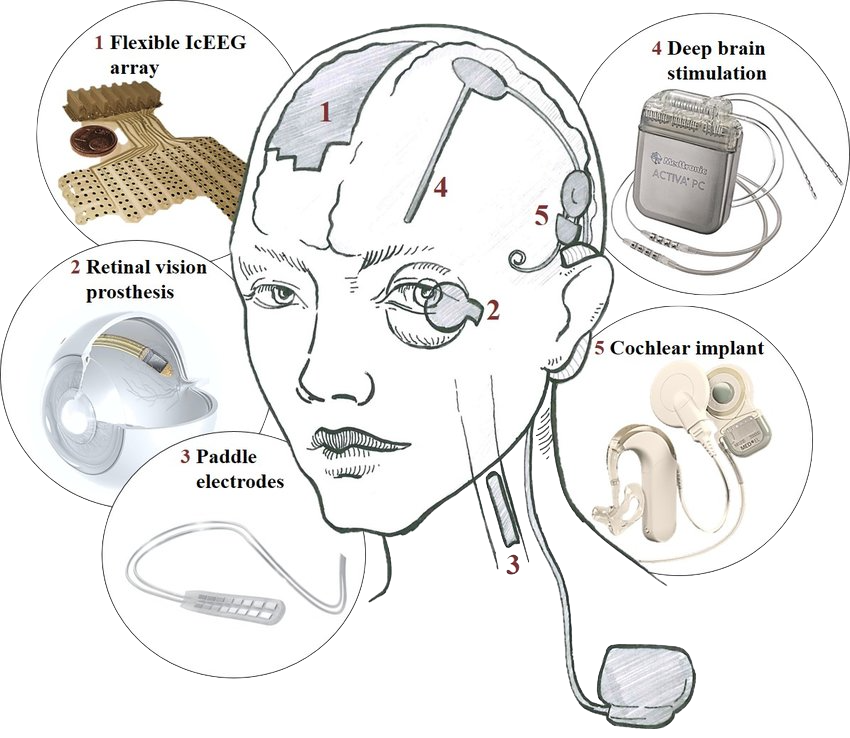 1 Flexible IcEEG
array
2 Retinal vision
prosthesis
3 Paddle
electrodes
4 Deep brain
stimulation
Medtronic
ACTIVA® PC
5 Cochlear implant
MED·EL
1
4
5
2
3